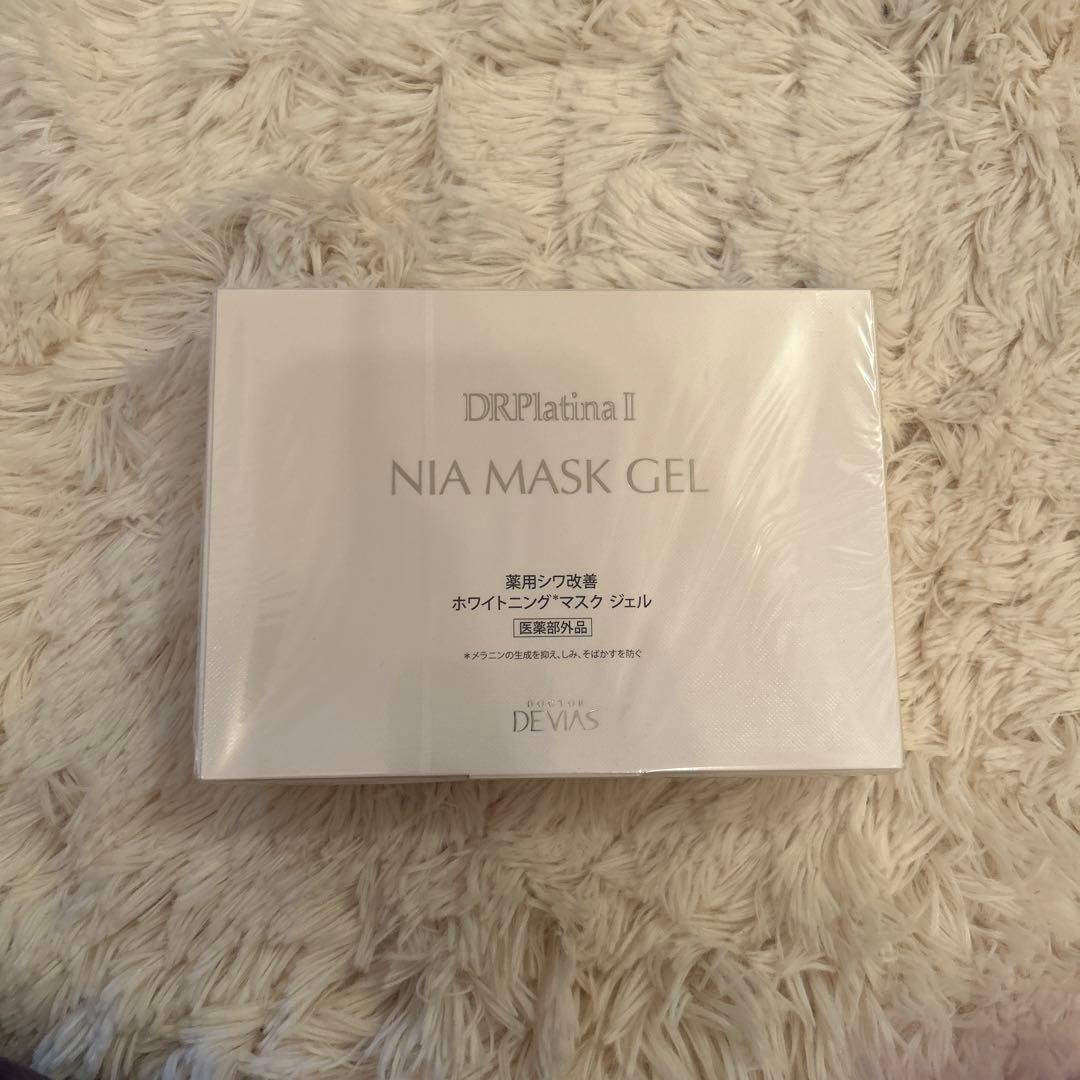 DRPlatina II
NIA MASK GEL
薬用シワ改善
ホワイトニング*マスク ジェル
医薬部外品
*メラニンの生成を抑え、しみ、そばかすを防ぐ
DOCTOR
DEVIAS